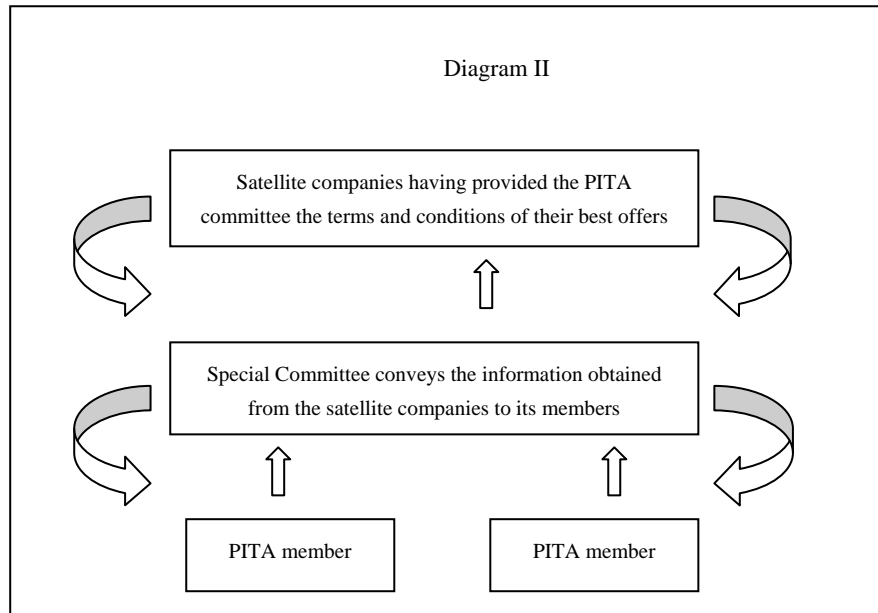 Diagram II
Satellite companies having provided the PITA
committee the terms and conditions of their best offers
Special Committee conveys the information obtained
from the satellite companies to its members
PITA member
PITA member